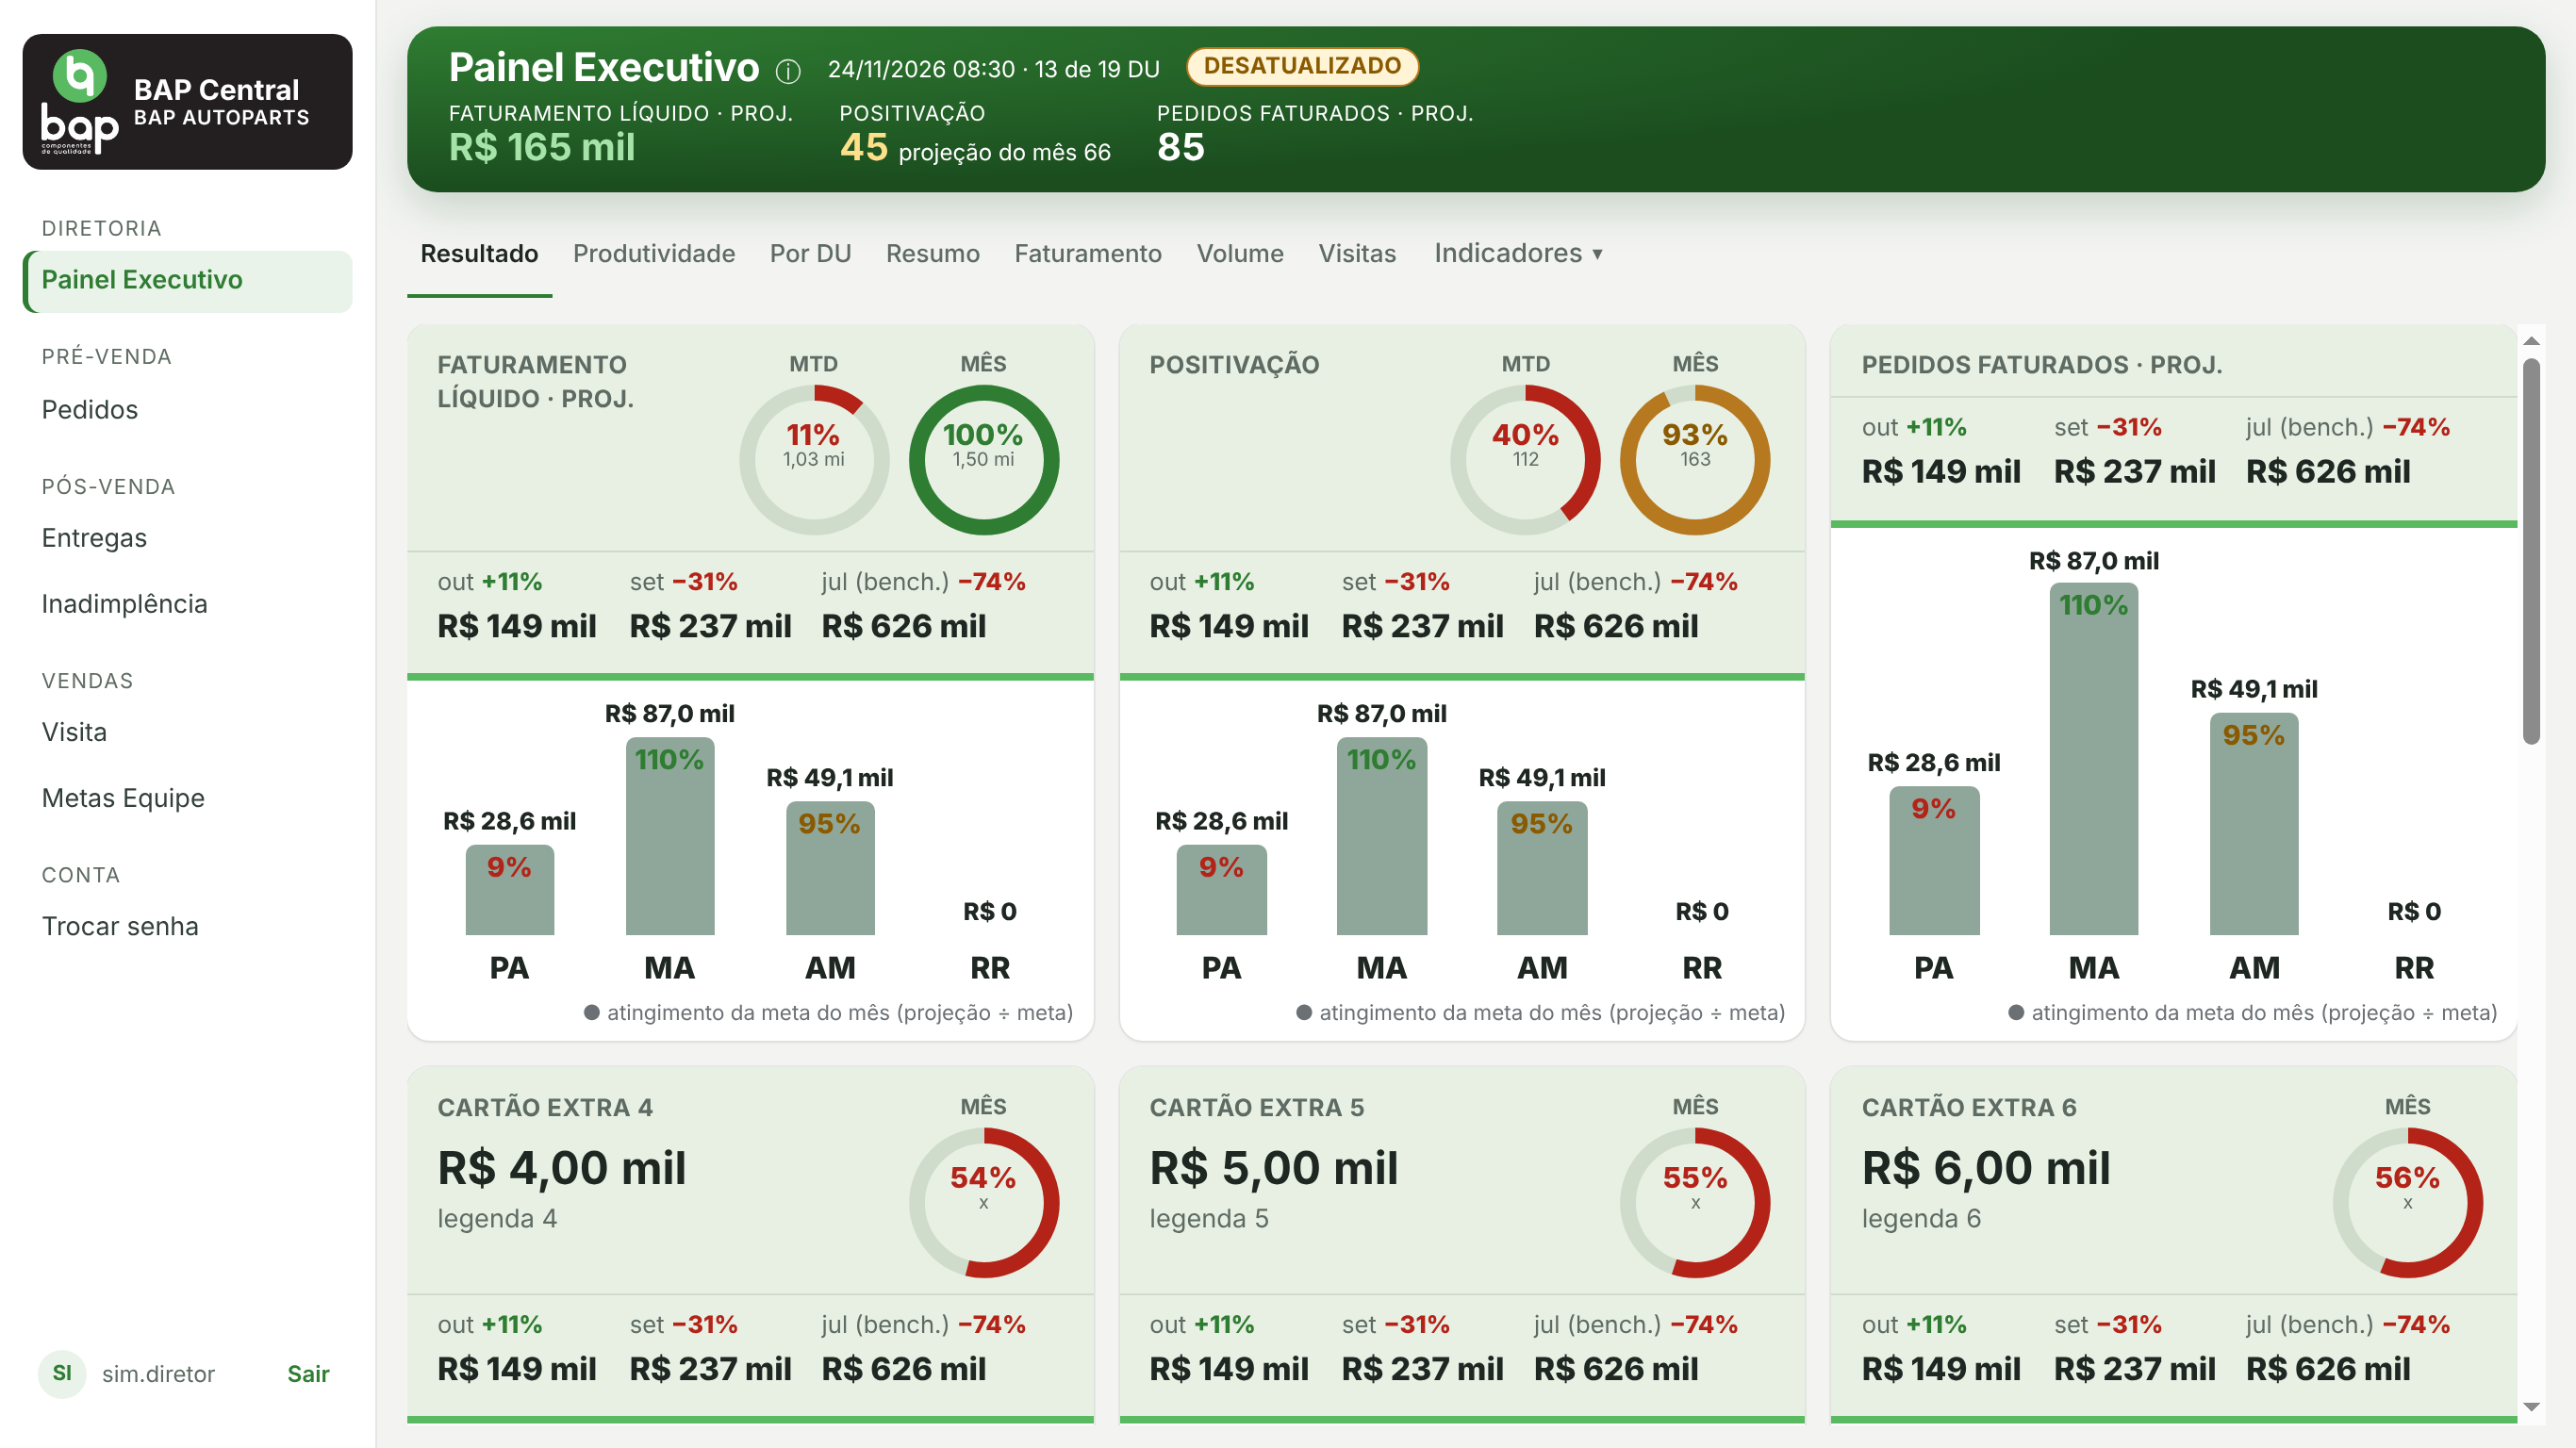 bap
componentes
de qualidade
BAP Central
BAP AUTOPARTS
DIRETORIA
Painel Executivo
PRÉ-VENDA
Pedidos
PÓS-VENDA
Entregas
Inadimplência
VENDAS
Visita
Metas Equipe
CONTA
Trocar senha
SI sim.diretor Sair
Painel Executivo ⓘ 24/11/2026 08:30 · 13 de 19 DU DESATUALIZADO
FATURAMENTO LÍQUIDO · PROJ. POSITIVAÇÃO PEDIDOS FATURADOS · PROJ.
R$ 165 mil 45 projeção do mês 66 85
Resultado Produtividade Por DU Resumo Faturamento Volume Visitas Indicadores ▾
FATURAMENTO
LÍQUIDO · PROJ.
MTD MÊS
11% 100%
1,03 mi 1,50 mi
out +11% set −31% jul (bench.) −74%
R$ 149 mil R$ 237 mil R$ 626 mil
R$ 28,6 mil R$ 87,0 mil R$ 49,1 mil R$ 0
9% 110% 95%
PA MA AM RR
atingimento da meta do mês (projeção ÷ meta)
POSITIVAÇÃO
MTD MÊS
40% 93%
112 163
out +11% set −31% jul (bench.) −74%
R$ 149 mil R$ 237 mil R$ 626 mil
R$ 28,6 mil R$ 87,0 mil R$ 49,1 mil R$ 0
9% 110% 95%
PA MA AM RR
atingimento da meta do mês (projeção ÷ meta)
PEDIDOS FATURADOS · PROJ.
out +11% set −31% jul (bench.) −74%
R$ 149 mil R$ 237 mil R$ 626 mil
R$ 28,6 mil R$ 87,0 mil R$ 49,1 mil R$ 0
9% 110% 95%
PA MA AM RR
atingimento da meta do mês (projeção ÷ meta)
CARTÃO EXTRA 4 MÊS
R$ 4,00 mil 54%
legenda 4 x
out +11% set −31% jul (bench.) −74%
R$ 149 mil R$ 237 mil R$ 626 mil
CARTÃO EXTRA 5 MÊS
R$ 5,00 mil 55%
legenda 5 x
out +11% set −31% jul (bench.) −74%
R$ 149 mil R$ 237 mil R$ 626 mil
CARTÃO EXTRA 6 MÊS
R$ 6,00 mil 56%
legenda 6 x
out +11% set −31% jul (bench.) −74%
R$ 149 mil R$ 237 mil R$ 626 mil